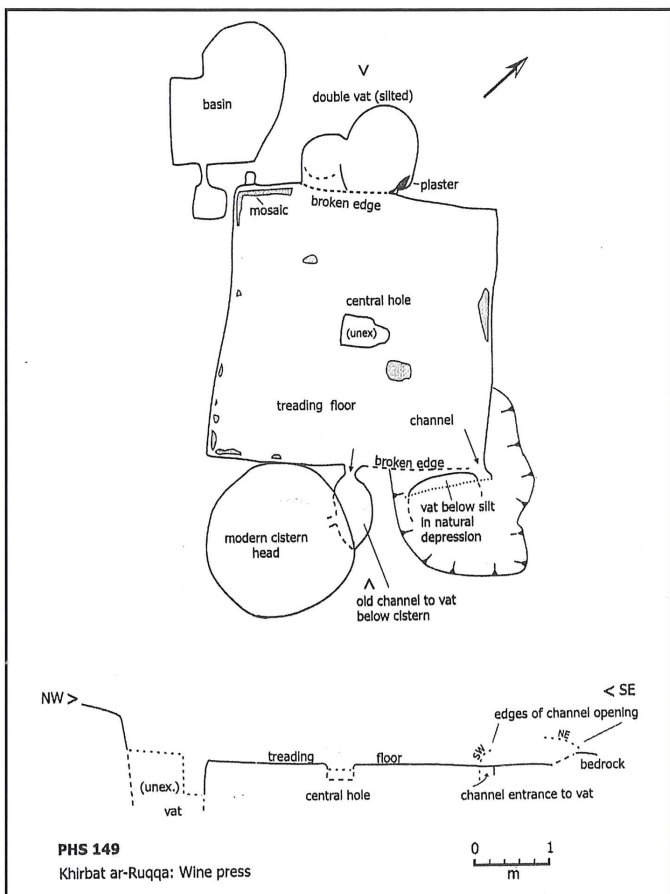 basin
double vat (silted)
plaster
mosaic
broken edge
central hole
(unex)
treading floor
channel
broken edge
vat below silt
in natural
depression
modern cistern
head
old channel to vat
below cistern
NW >
< SE
edges of channel opening
SW
NE
treading
floor
bedrock
(unex.)
vat
central hole
channel entrance to vat
PHS 149
Khirbat ar-Ruqqa: Wine press
0 1
m